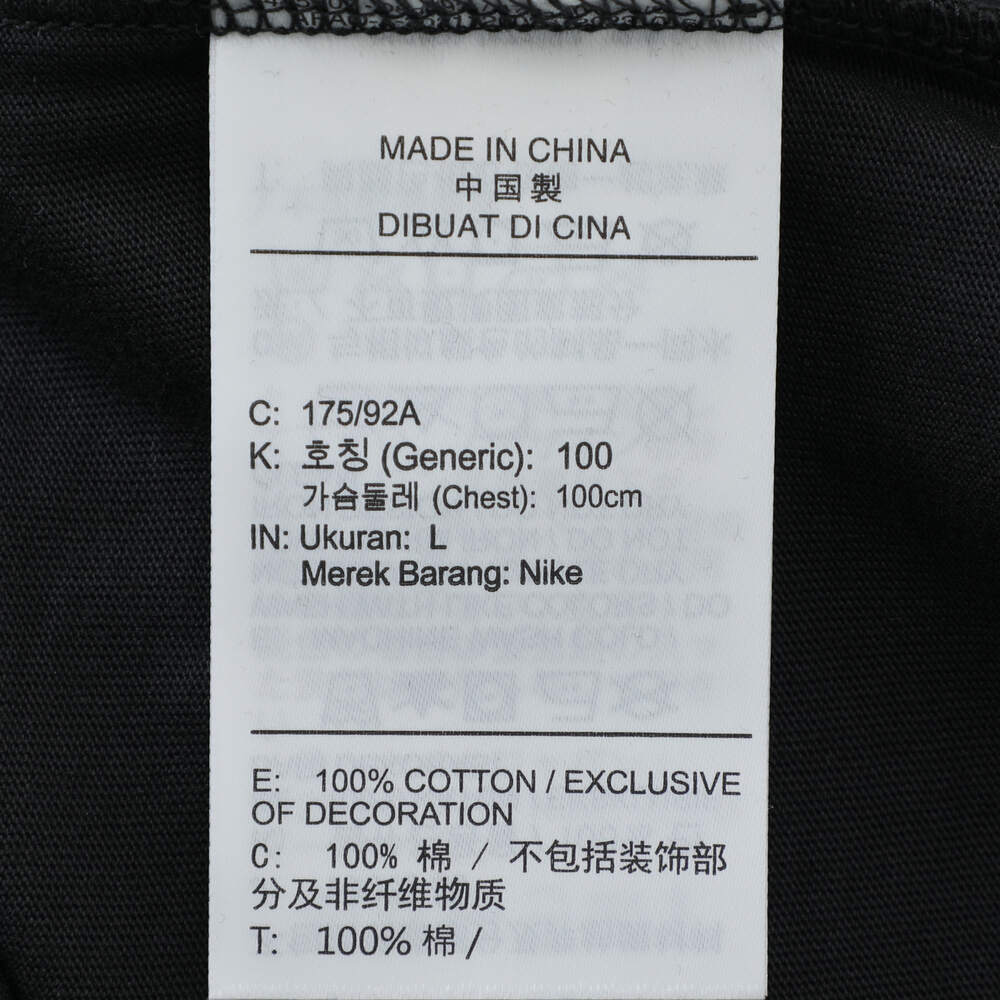 MADE IN CHINA
中国製
DIBUAT DI CINA
C: 175/92A
K: 호칭 (Generic): 100
가슴둘레 (Chest): 100cm
IN: Ukuran: L
Merek Barang: Nike
E: 100% COTTON / EXCLUSIVE
OF DECORATION
C: 100% 棉 / 不包括装饰部
分及非纤维物质
T: 100% 棉 /